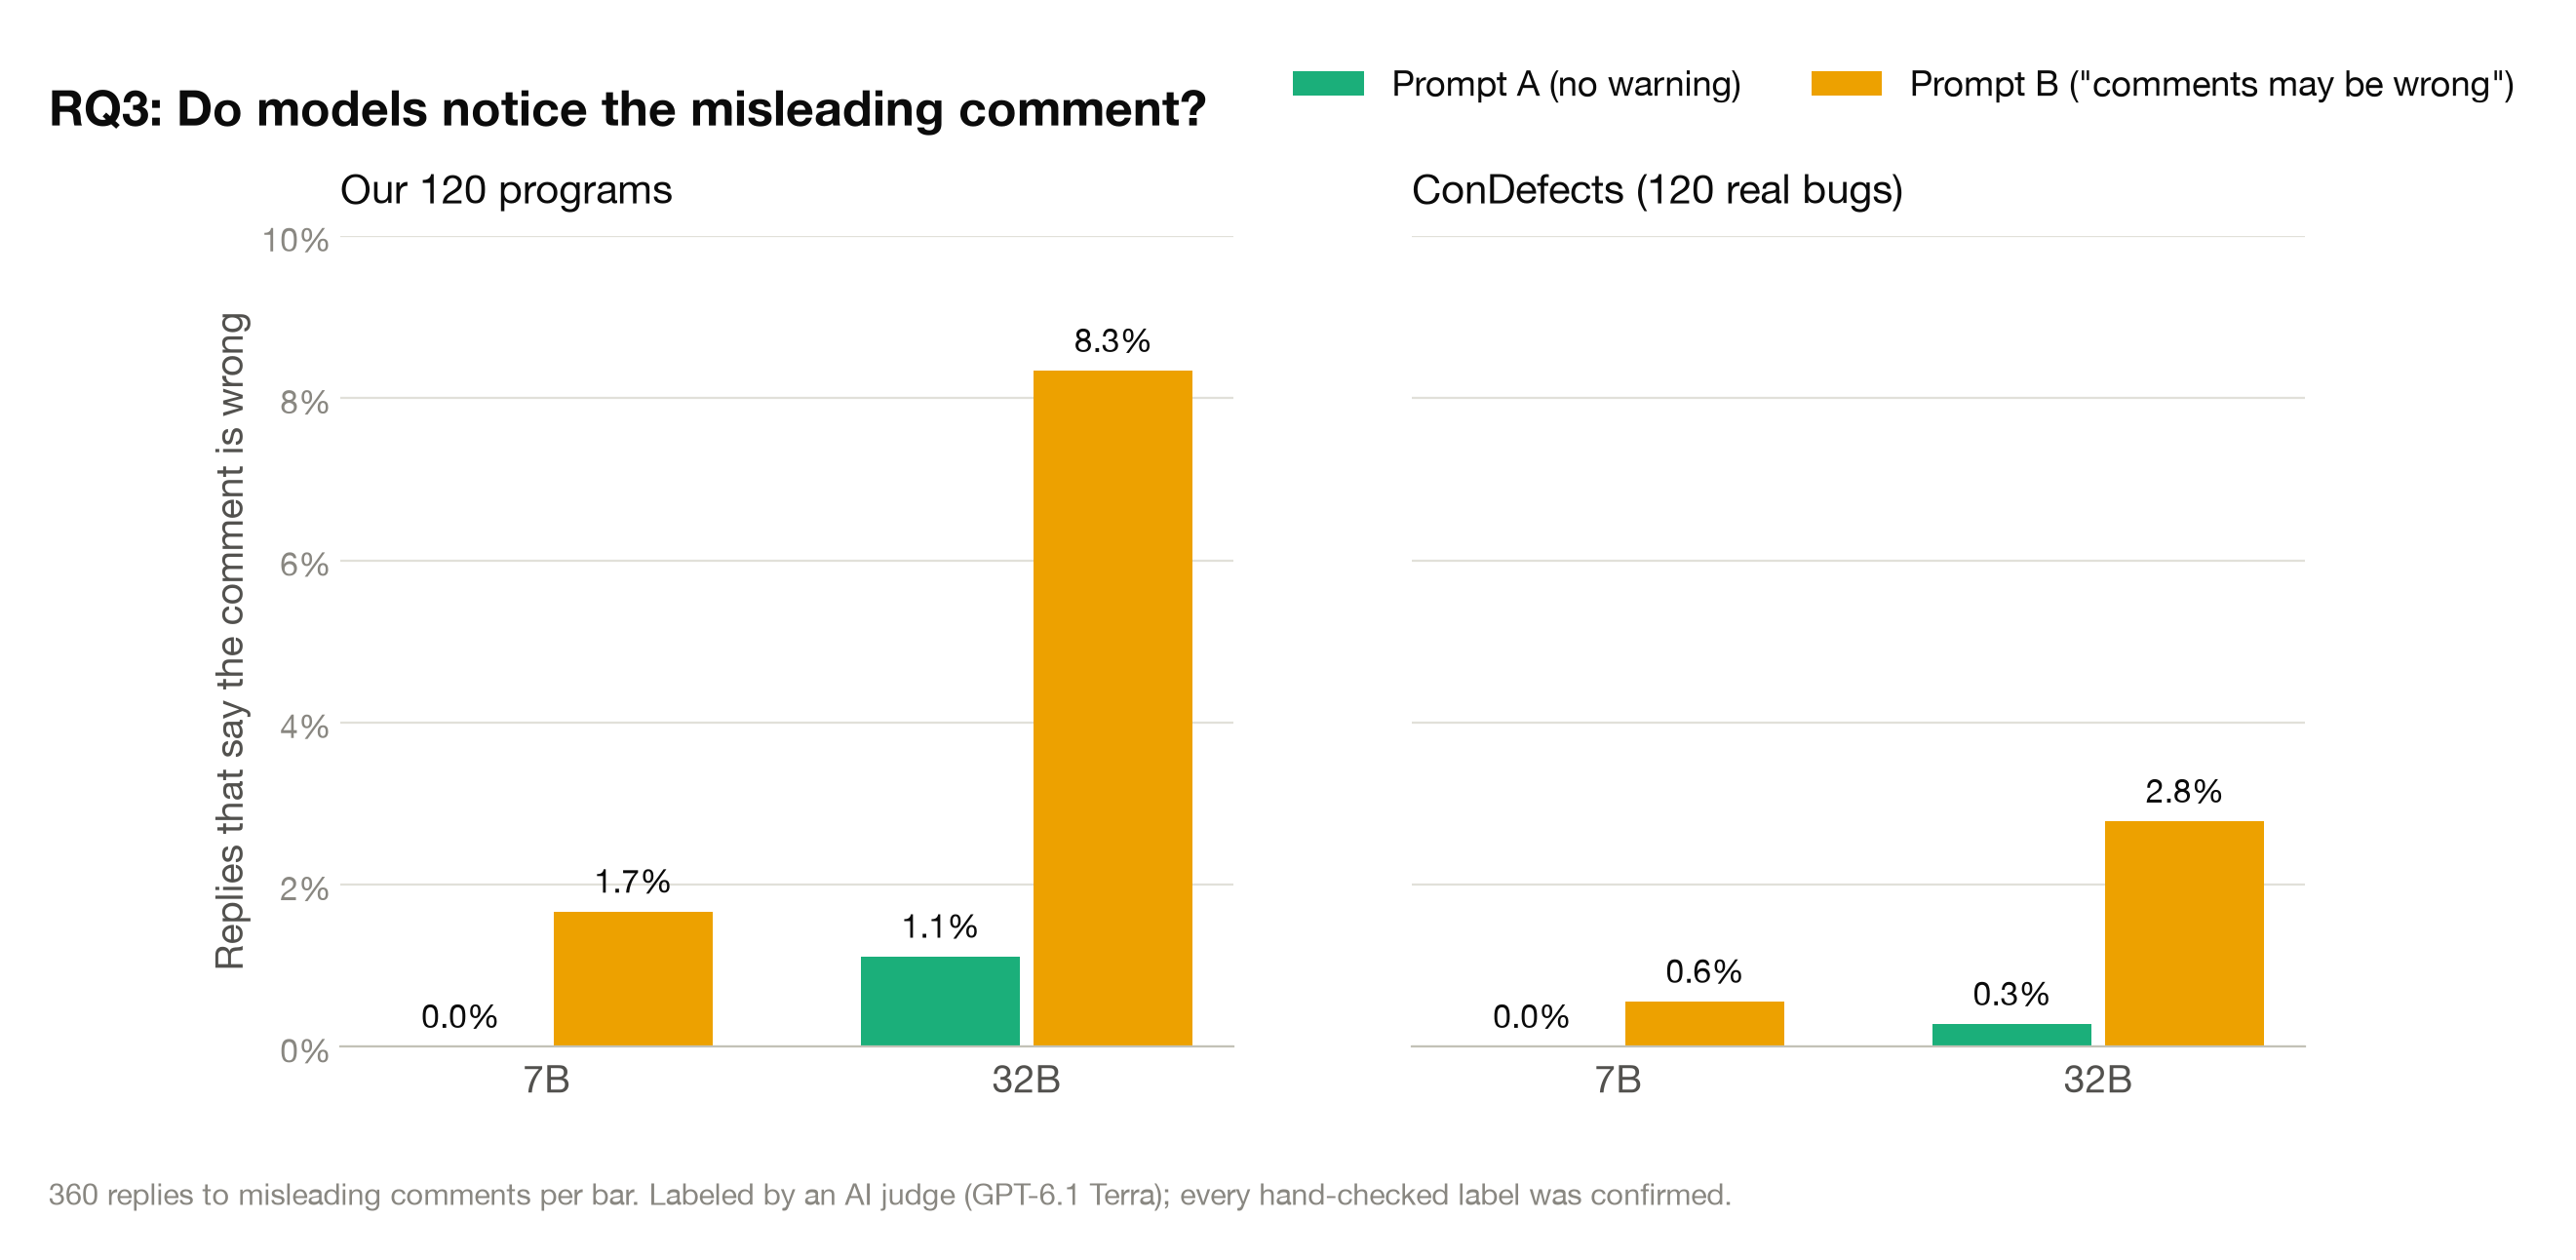 RQ3: Do models notice the misleading comment?
Prompt A (no warning)
Prompt B ("comments may be wrong")
Our 120 programs
ConDefects (120 real bugs)
Replies that say the comment is wrong
10%
8%
6%
4%
2%
0%
0.0%
1.7%
1.1%
8.3%
7B
32B
0.0%
0.6%
0.3%
2.8%
7B
32B
360 replies to misleading comments per bar. Labeled by an AI judge (GPT-6.1 Terra); every hand-checked label was confirmed.